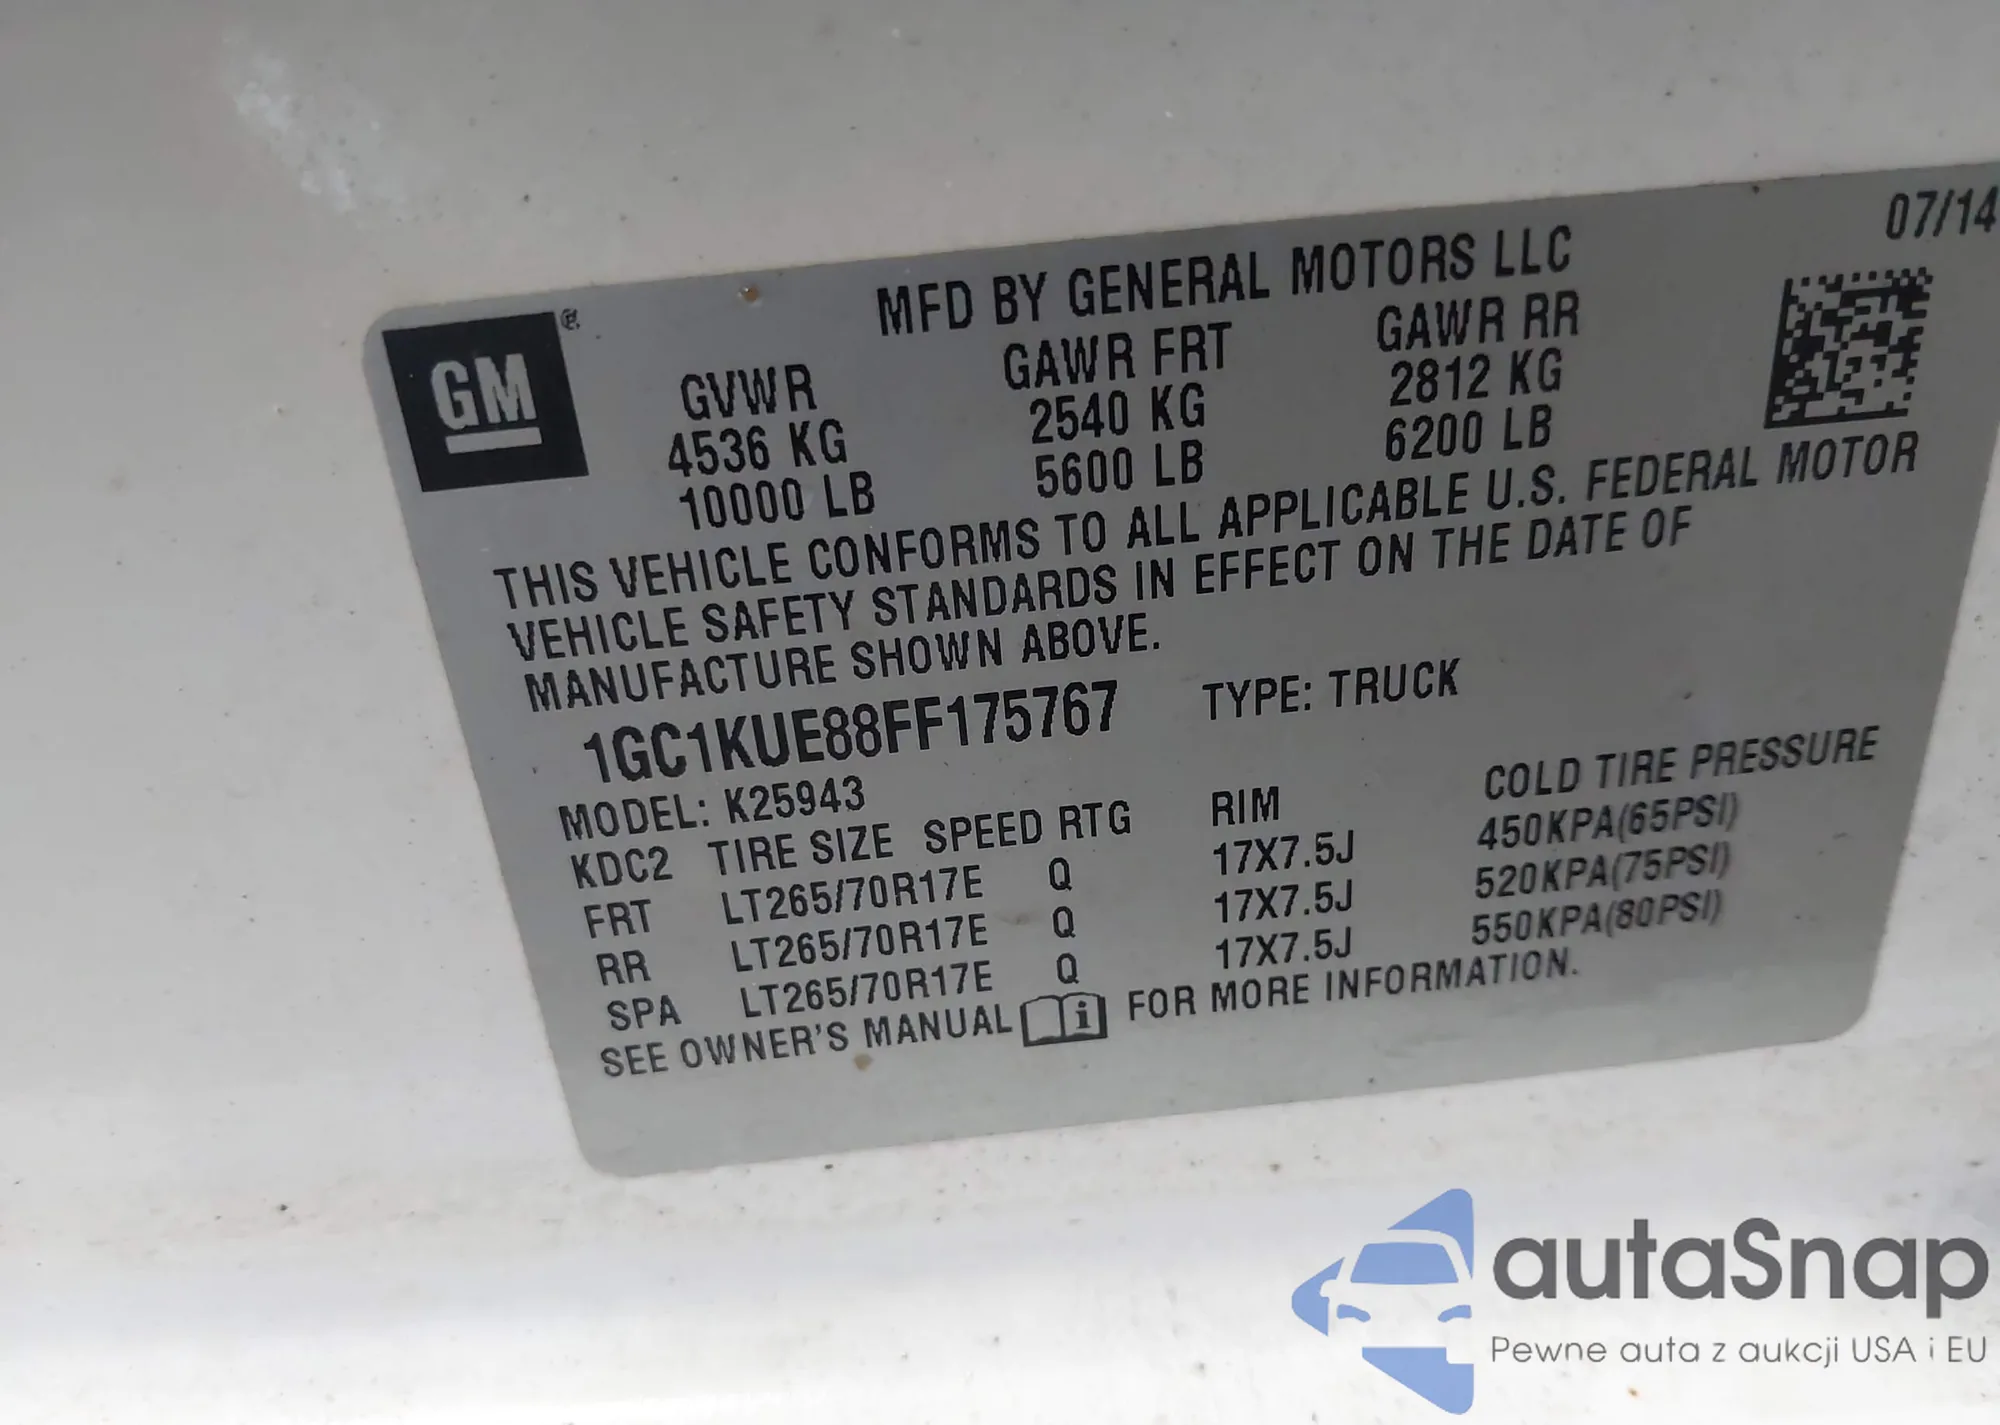 07/14
MFD BY GENERAL MOTORS LLC
GM ®
GVWR GAWR FRT GAWR RR
4536 KG 2540 KG 2812 KG
10000 LB 5600 LB 6200 LB
THIS VEHICLE CONFORMS TO ALL APPLICABLE U.S. FEDERAL MOTOR
VEHICLE SAFETY STANDARDS IN EFFECT ON THE DATE OF
MANUFACTURE SHOWN ABOVE.
1GC1KUE88FF175767 TYPE: TRUCK
MODEL: K25943
KDC2 TIRE SIZE SPEED RTG RIM COLD TIRE PRESSURE
FRT LT265/70R17E Q 17X7.5J 450KPA(65PSI)
RR LT265/70R17E Q 17X7.5J 520KPA(75PSI)
SPA LT265/70R17E Q 17X7.5J 550KPA(80PSI)
SEE OWNER'S MANUAL i FOR MORE INFORMATION.
autaSnap
Pewne auta z aukcji USA i EU